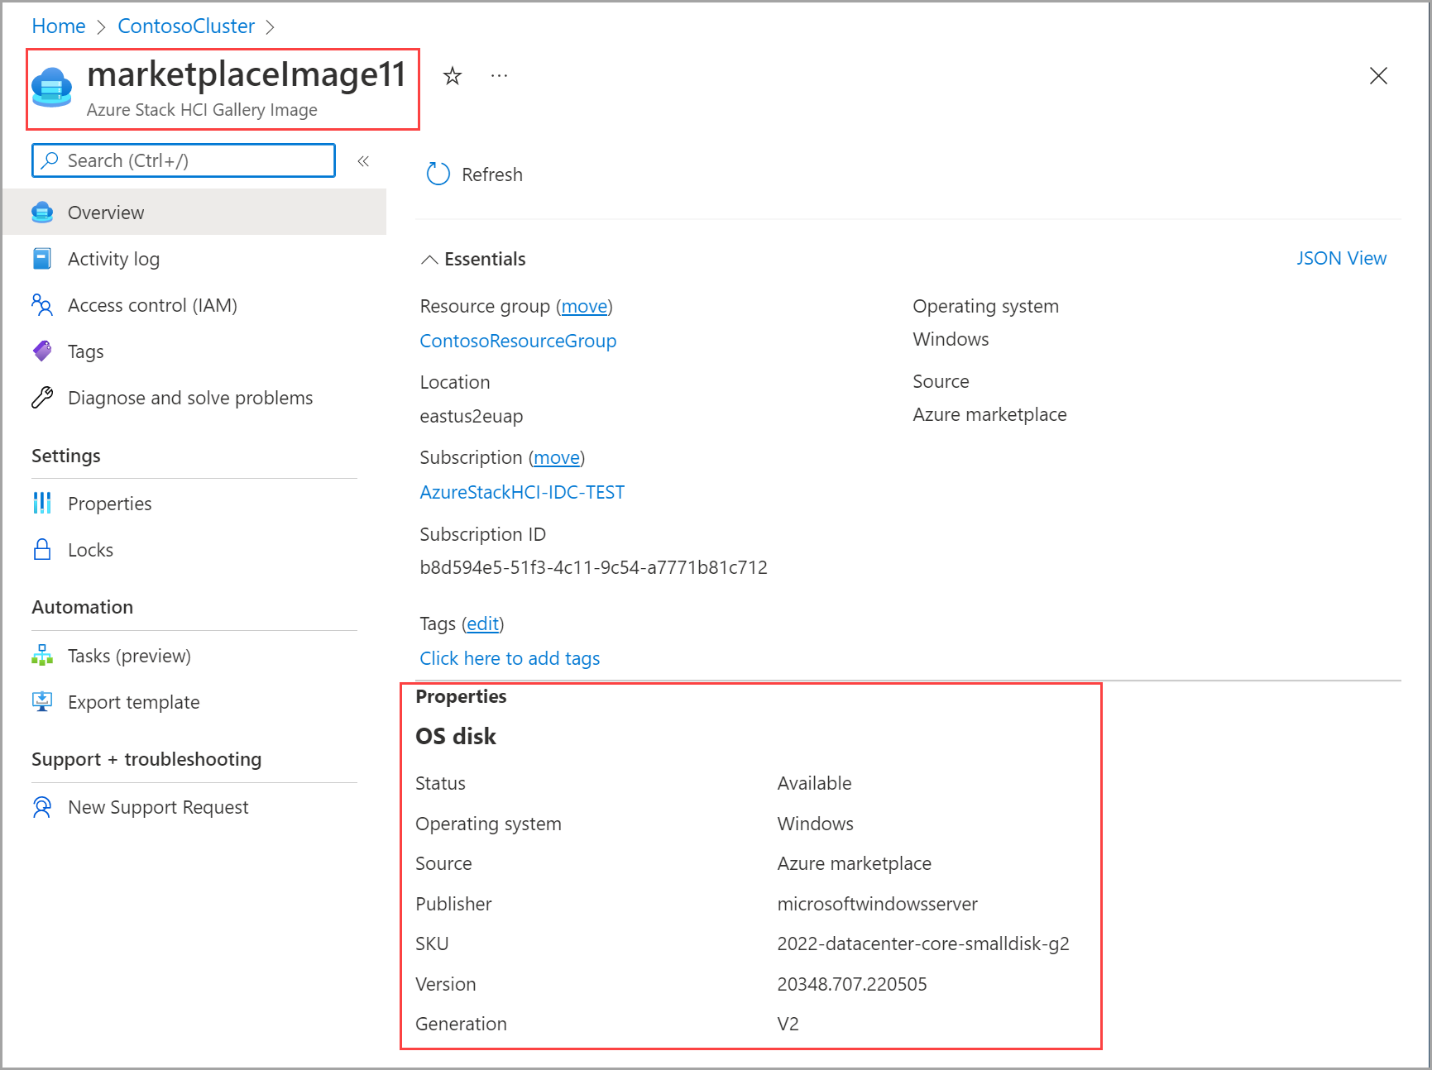 Home > ContosoCluster >
marketplaceImage11
Azure Stack HCI Gallery Image
Search (Ctrl+/)
Overview
Activity log
Access control (IAM)
Tags
Diagnose and solve problems
Settings
Properties
Locks
Automation
Tasks (preview)
Export template
Support + troubleshooting
New Support Request
Refresh
Essentials
JSON View
Resource group (move)
ContosoResourceGroup
Location
eastus2euap
Subscription (move)
AzureStackHCI-IDC-TEST
Subscription ID
b8d594e5-51f3-4c11-9c54-a7771b81c712
Operating system
Windows
Source
Azure marketplace
Tags (edit)
Click here to add tags
Properties
OS disk
Status Available
Operating system Windows
Source Azure marketplace
Publisher microsoftwindowsserver
SKU 2022-datacenter-core-smalldisk-g2
Version 20348.707.220505
Generation V2